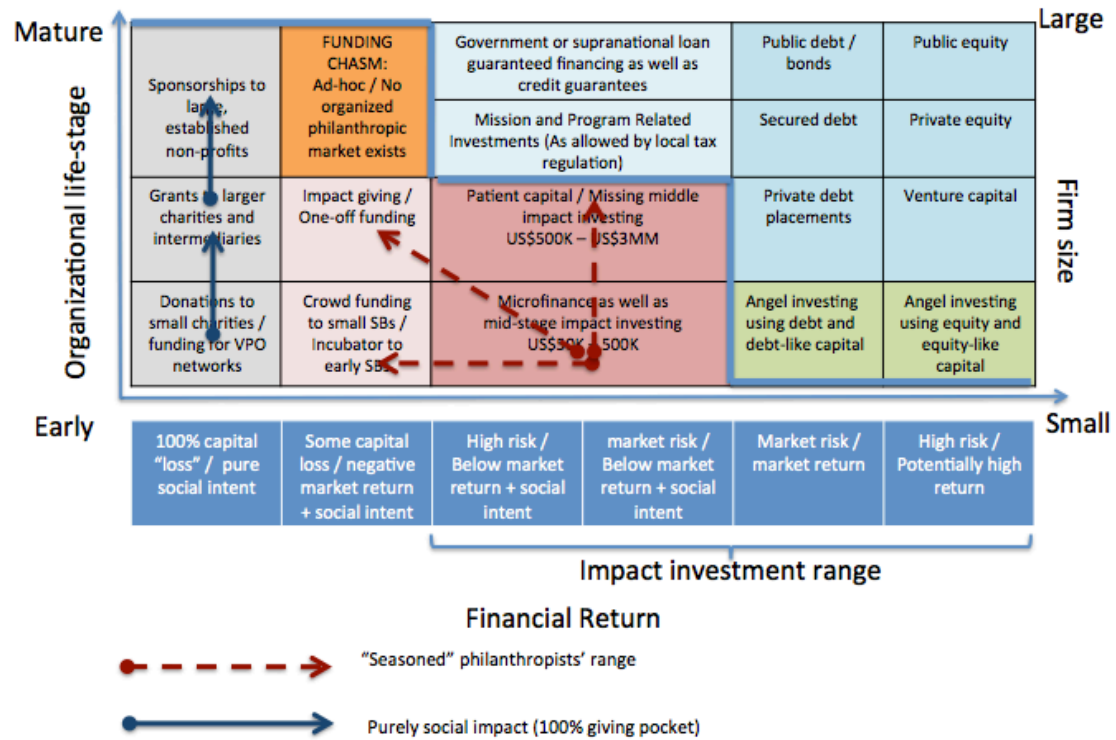 Mature
Large
Organizational life-stage
Firm size
Sponsorships to
large,
established
non-profits
FUNDING
CHASM:
Ad-hoc / No
organized
philanthropic
market exists
Government or supranational loan
guaranteed financing as well as
credit guarantees
Mission and Program Related
Investments (As allowed by local tax
regulation)
Public debt /
bonds
Public equity
Secured debt
Private equity
Grants to larger
charities and
intermediaries
Impact giving /
One-off funding
Patient capital / Missing middle
impact investing
US$500K – US$3MM
Private debt
placements
Venture capital
Donations to
small charities /
funding for VPO
networks
Crowd funding
to small SBs /
Incubator to
early SBs
Microfinance as well as
mid-stage impact investing
500K
Angel investing
using debt and
debt-like capital
Angel investing
using equity and
equity-like
capital
Early
Small
100% capital
"loss" / pure
social intent
Some capital
loss / negative
market return
+ social intent
High risk /
Below market
return + social
intent
market risk /
Below market
return + social
intent
Market risk /
market return
High risk /
Potentially high
return
Impact investment range
Financial Return
"Seasoned" philanthropists' range
Purely social impact (100% giving pocket)